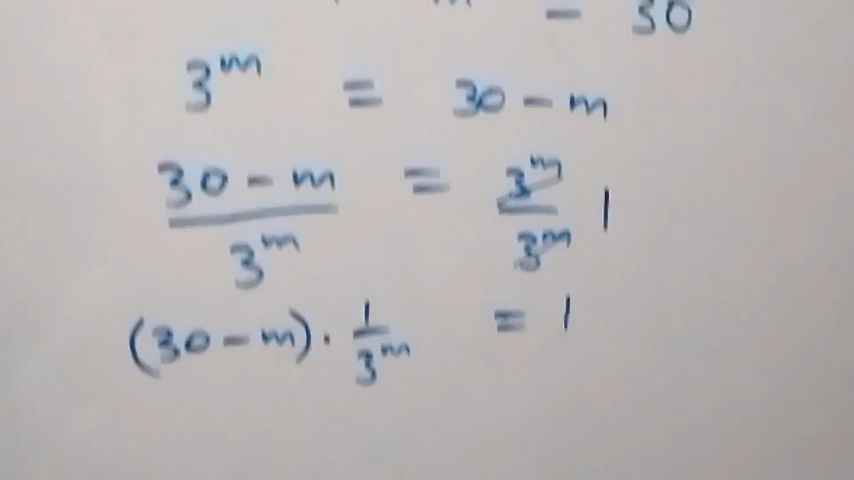 m = 30
3^m = 30 - m
(30 - m)/3^m = 3^m/3^m 1
(30 - m) · 1/3^m = 1